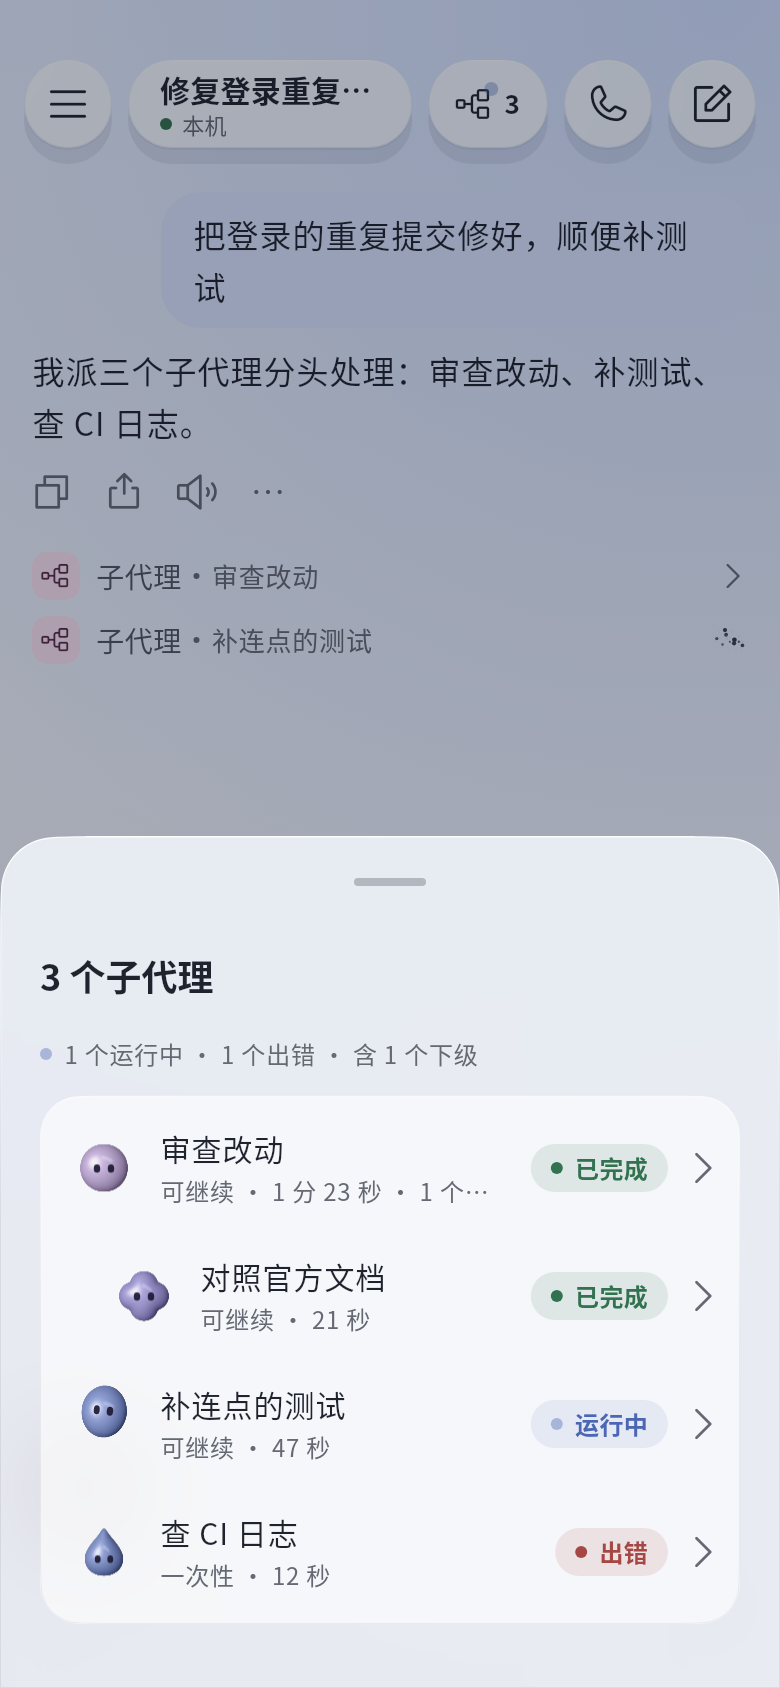 修复登录重复…
本机
3
把登录的重复提交修好，顺便补测
试
我派三个子代理分头处理：审查改动、补测试、
查 CI 日志。
子代理 · 审查改动
子代理 · 补连点的测试
3 个子代理
1 个运行中 · 1 个出错 · 含 1 个下级
审查改动
可继续 · 1 分 23 秒 · 1 个…
已完成
对照官方文档
可继续 · 21 秒
已完成
补连点的测试
可继续 · 47 秒
运行中
查 CI 日志
一次性 · 12 秒
出错